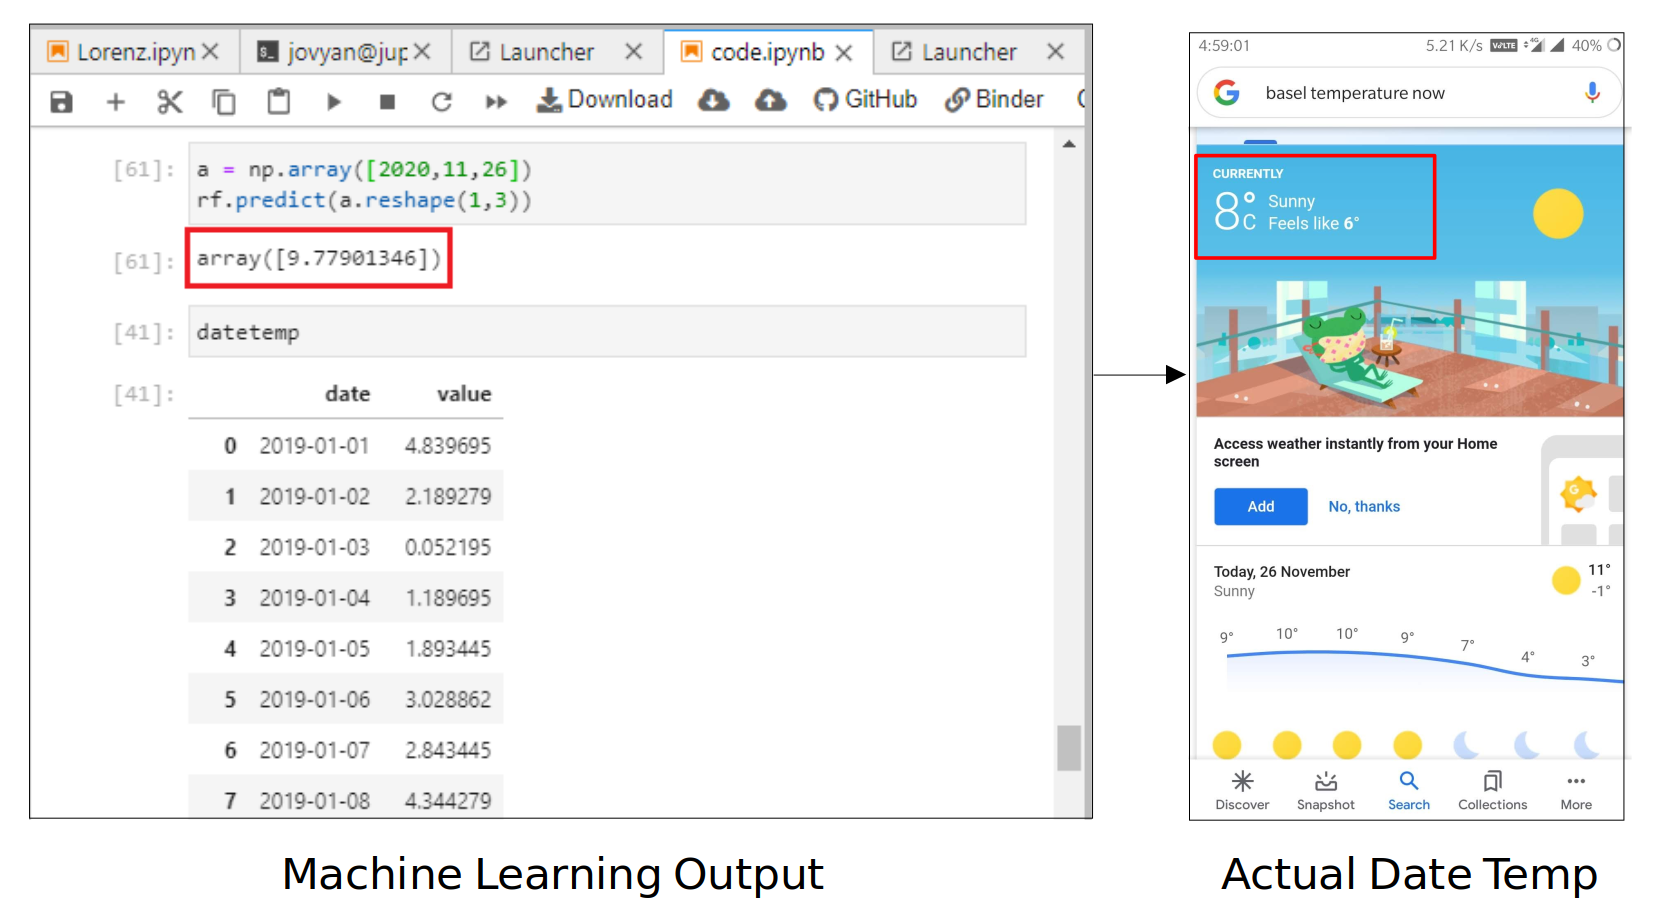 Lorenz.ipyn
jovyan@jup
Launcher
code.ipynb
Launcher
Download
GitHub
Binder
[61]:
a = np.array([2020,11,26])
rf.predict(a.reshape(1,3))
[61]:
array([9.77901346])
[41]:
datetemp
[41]:
date value
0 2019-01-01 4.839695
1 2019-01-02 2.189279
2 2019-01-03 0.052195
3 2019-01-04 1.189695
4 2019-01-05 1.893445
5 2019-01-06 3.028862
6 2019-01-07 2.843445
7 2019-01-08 4.344279
Machine Learning Output
4:59:01 5.21 K/s VoLTE 4G 40%
basel temperature now
CURRENTLY
8°C
Sunny
Feels like 6°
Access weather instantly from your Home
screen
Add No, thanks
Today, 26 November
Sunny
11°
-1°
9° 10° 10° 9° 7° 4° 3°
Discover Snapshot Search Collections More
Actual Date Temp